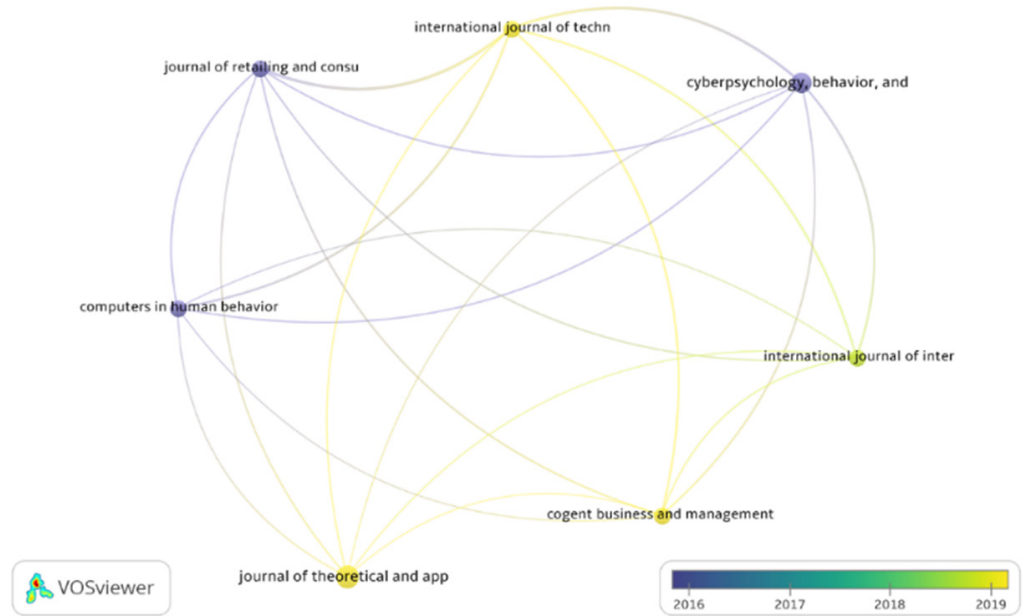 international journal of techn
journal of retailing and consu
cyberpsychology, behavior, and
computers in human behavior
international journal of inter
cogent business and management
journal of theoretical and app
VOSviewer
2016 2017 2018 2019